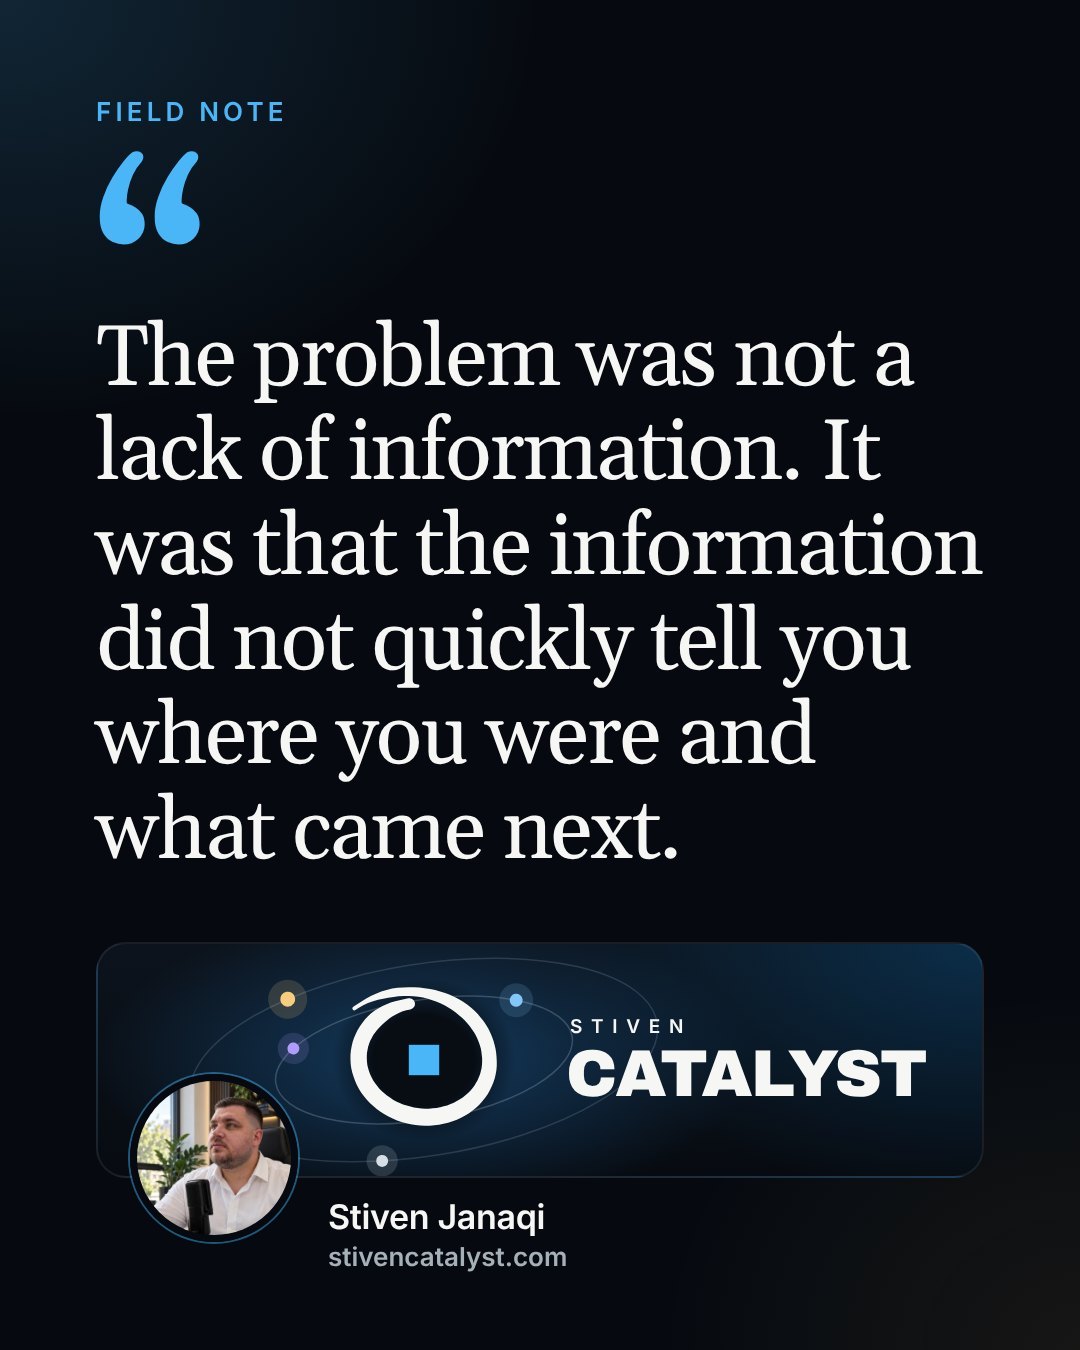 FIELD NOTE
“
The problem was not a
lack of information. It
was that the information
did not quickly tell you
where you were and
what came next.
STIVEN
CATALYST
Stiven Janaqi
stivencatalyst.com